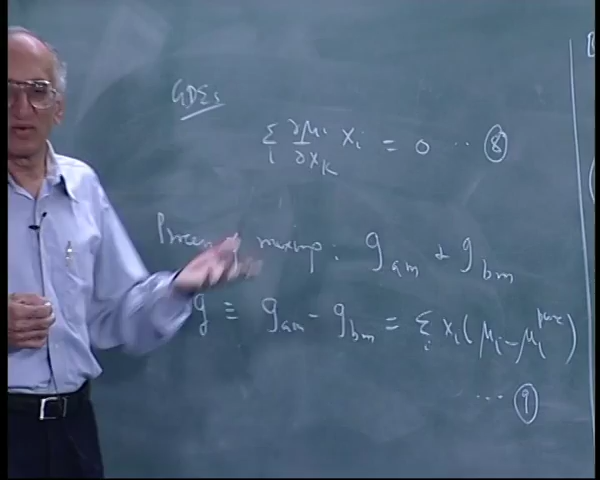 GDEs
Σ_i ∂μ_i/∂x_K x_i = 0 ·· ⑧
Process of mixing: g_am & g_bm
g ≡ g_am - g_bm = Σ_i x_i(μ_i - μ_i^pure)
··· ⑨